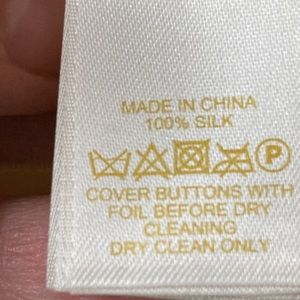 MADE IN CHINA
100% SILK
P
COVER BUTTONS WITH
FOIL BEFORE DRY
CLEANING
DRY CLEAN ONLY